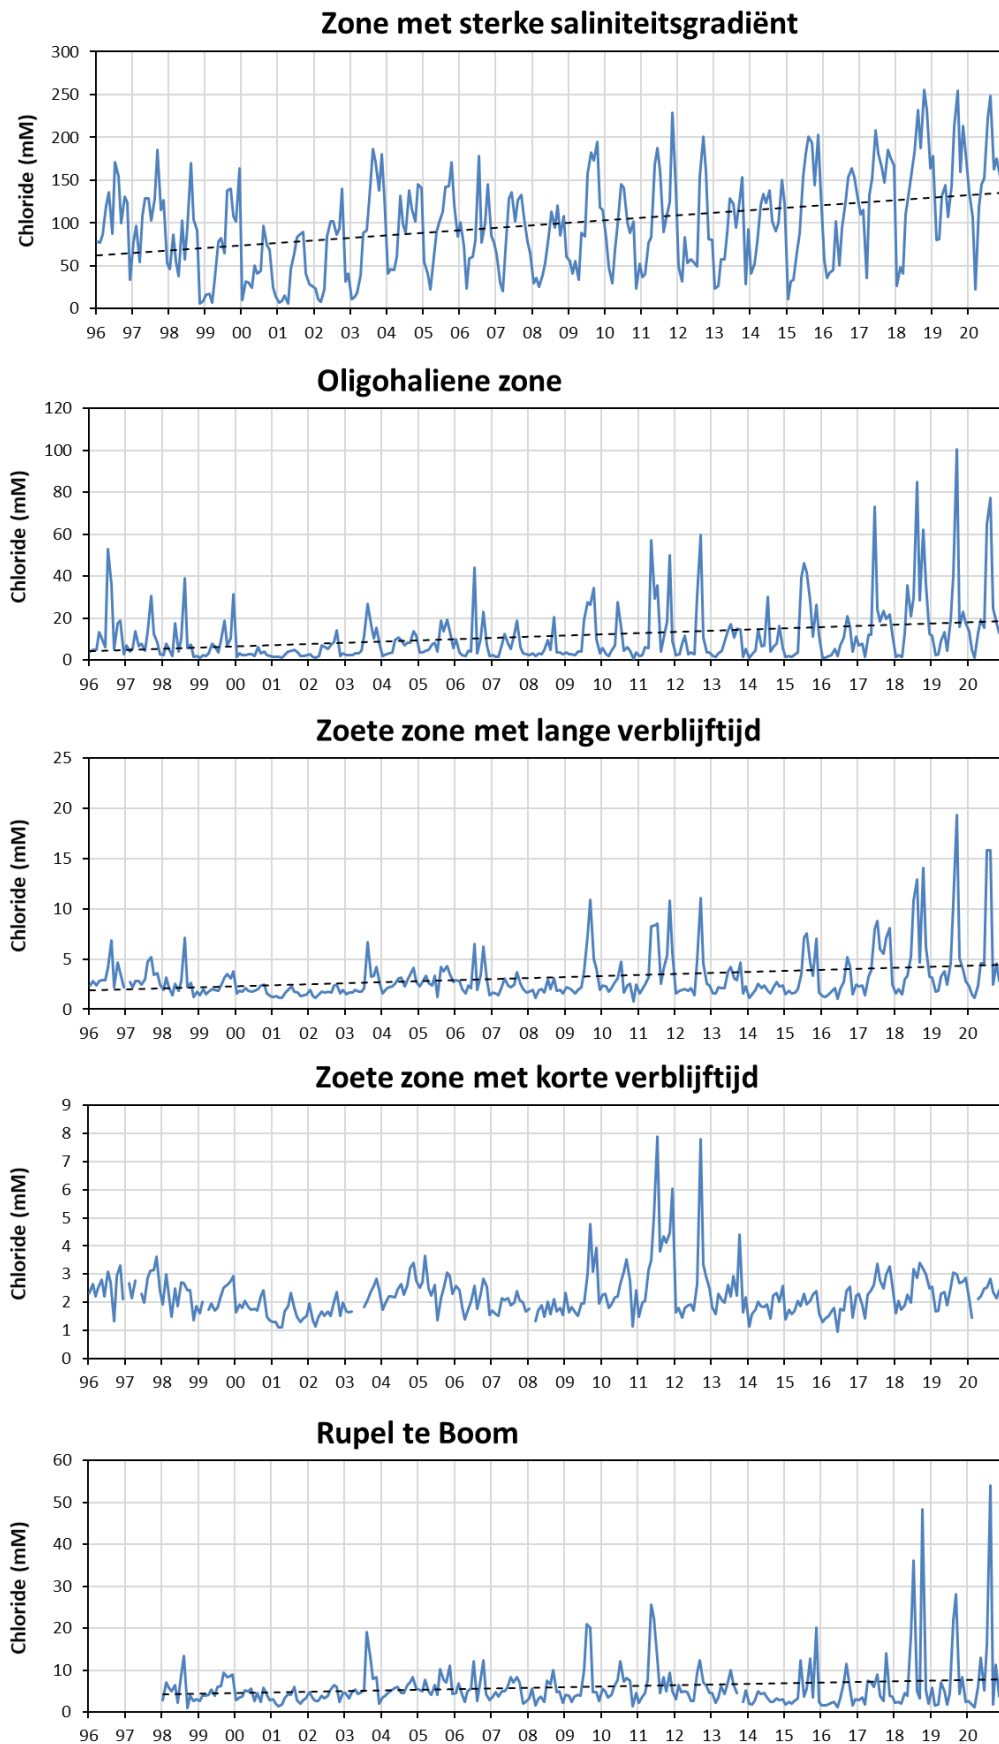 Zone met sterke saliniteitsgradiënt
Chloride (mM)
300
250
200
150
100
50
0
96 97 98 99 00 01 02 03 04 05 06 07 08 09 10 11 12 13 14 15 16 17 18 19 20
Oligohaliene zone
Chloride (mM)
120
100
80
60
40
20
0
96 97 98 99 00 01 02 03 04 05 06 07 08 09 10 11 12 13 14 15 16 17 18 19 20
Zoete zone met lange verblijftijd
Chloride (mM)
25
20
15
10
5
0
96 97 98 99 00 01 02 03 04 05 06 07 08 09 10 11 12 13 14 15 16 17 18 19 20
Zoete zone met korte verblijftijd
Chloride (mM)
9
8
7
6
5
4
3
2
1
0
96 97 98 99 00 01 02 03 04 05 06 07 08 09 10 11 12 13 14 15 16 17 18 19 20
Rupel te Boom
Chloride (mM)
60
50
40
30
20
10
0
96 97 98 99 00 01 02 03 04 05 06 07 08 09 10 11 12 13 14 15 16 17 18 19 20